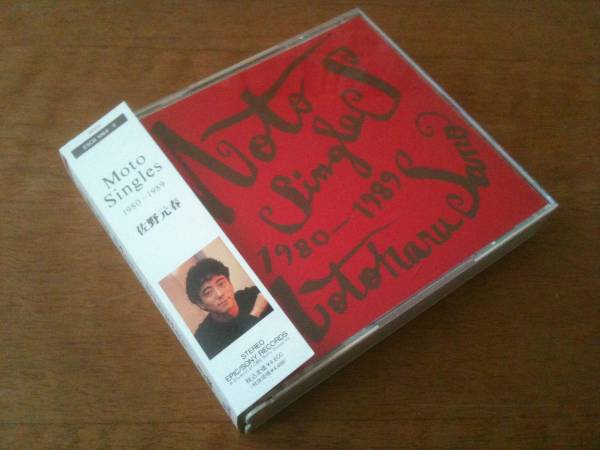 Moto
Singles
1980-1989
佐野元春
STEREO
EPIC/SONY RECORDS
Moto
Singles
1980-1989
Motoharu Sano